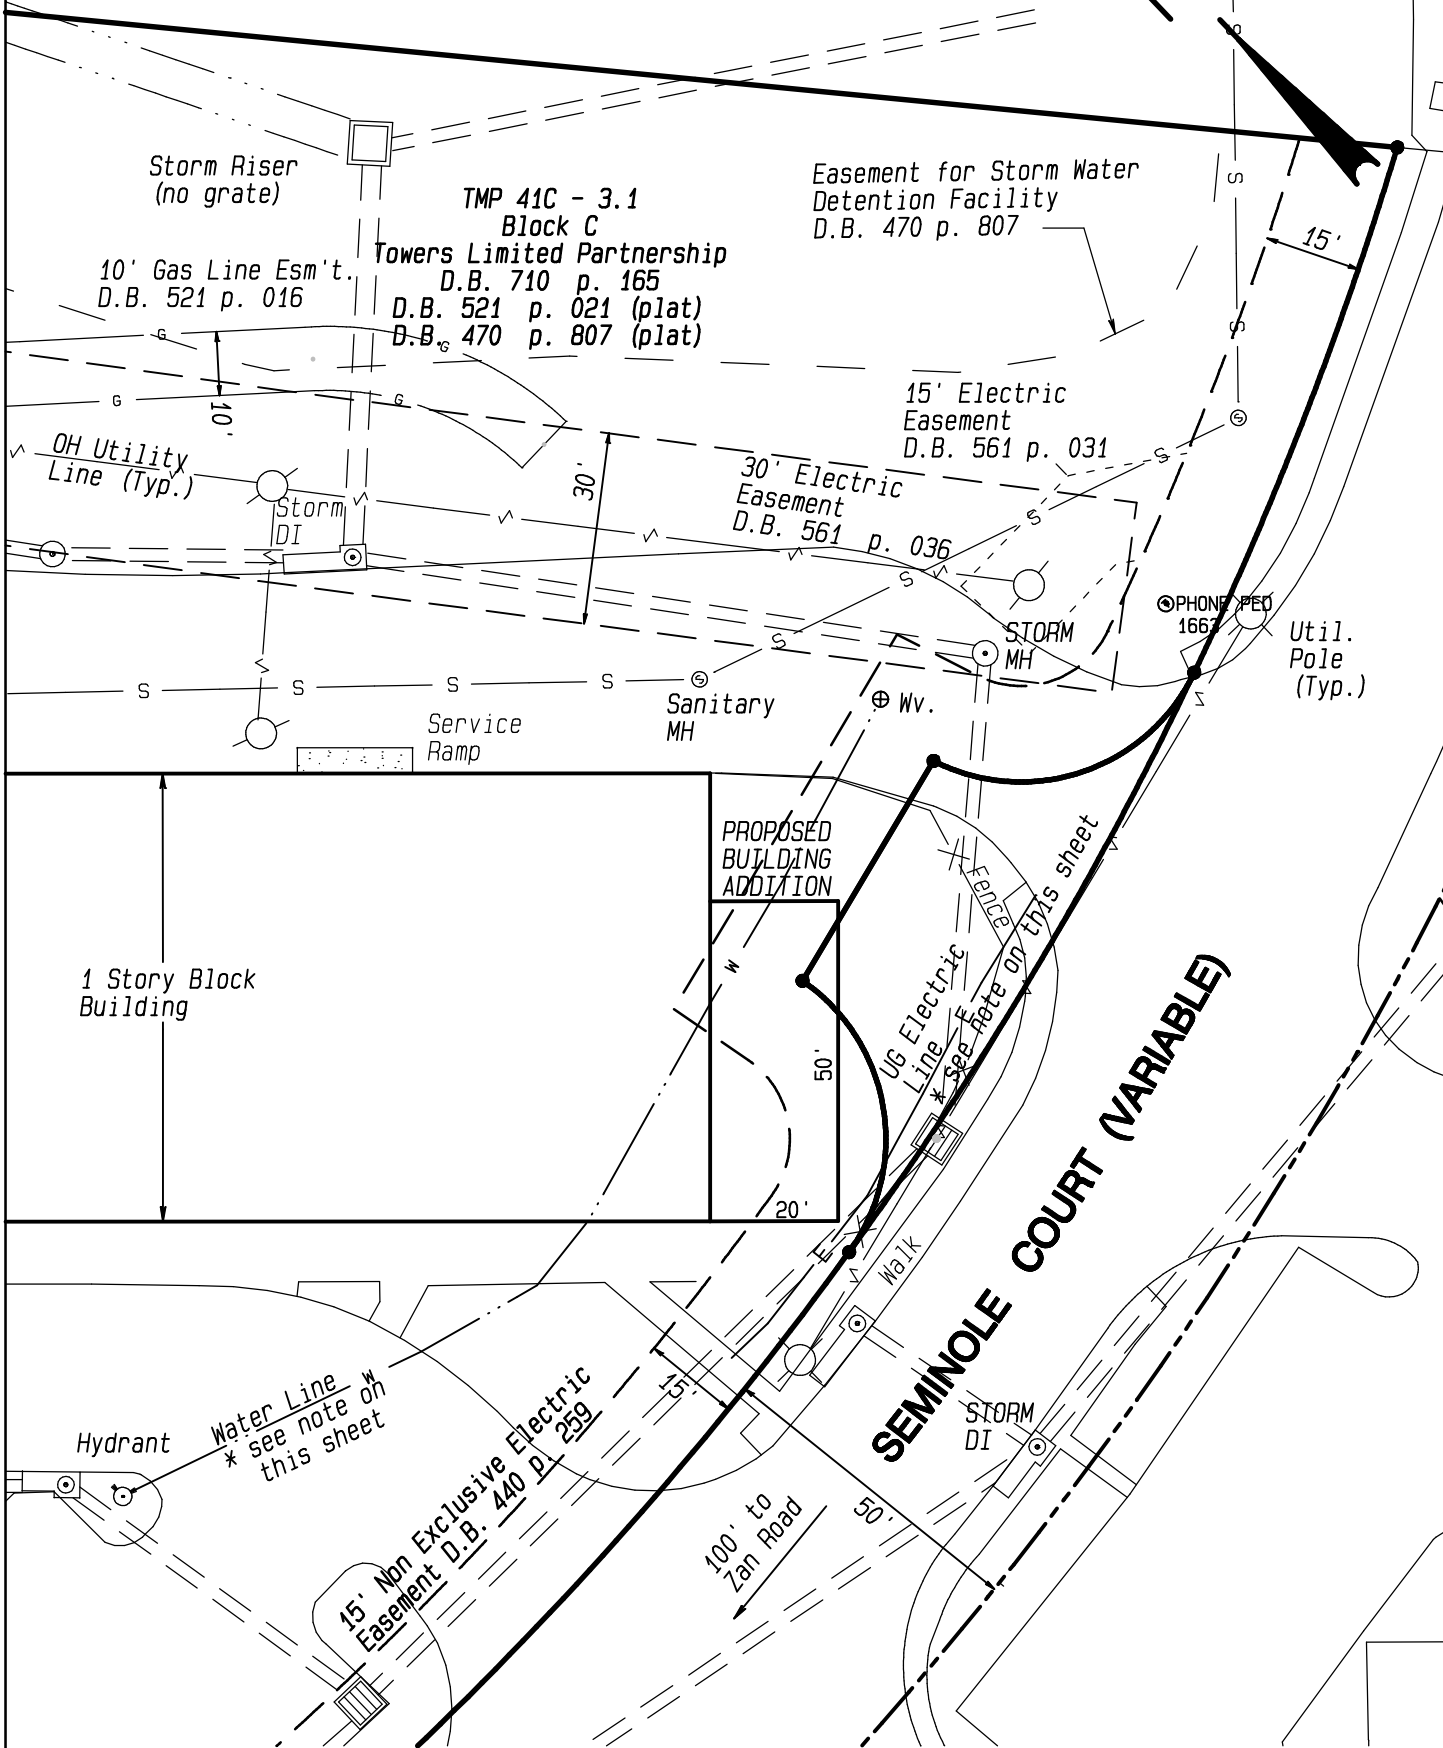 Storm Riser
(no grate)
TMP 41C - 3.1
Block C
Towers Limited Partnership
D.B. 710 p. 165
D.B. 521 p. 021 (plat)
D.B. 470 p. 807 (plat)
Easement for Storm Water
Detention Facility
D.B. 470 p. 807
15'
10' Gas Line Esm't.
D.B. 521 p. 016
G
G
G
G
10'
S
S
S
15' Electric
Easement
D.B. 561 p. 031
OH Utility
Line (Typ.)
Storm
DI
30'
30' Electric
Easement
D.B. 561 p. 036
S
S
S
S
PHONE PED
1663
Util.
Pole
(Typ.)
STORM
MH
S
S
S
S
Sanitary
MH
Wv.
Service
Ramp
PROPOSED
BUILDING
ADDITION
Fence
1 Story Block
Building
W
50'
20'
UG Electric
Line
E
* see note on this sheet
E
Walk
SEMINOLE COURT (VARIABLE)
15'
Water Line
W
* see note on
this sheet
Hydrant
15' Non Exclusive Electric
Easement D.B. 440 p. 259
STORM
DI
50'
100' to
Zan Road